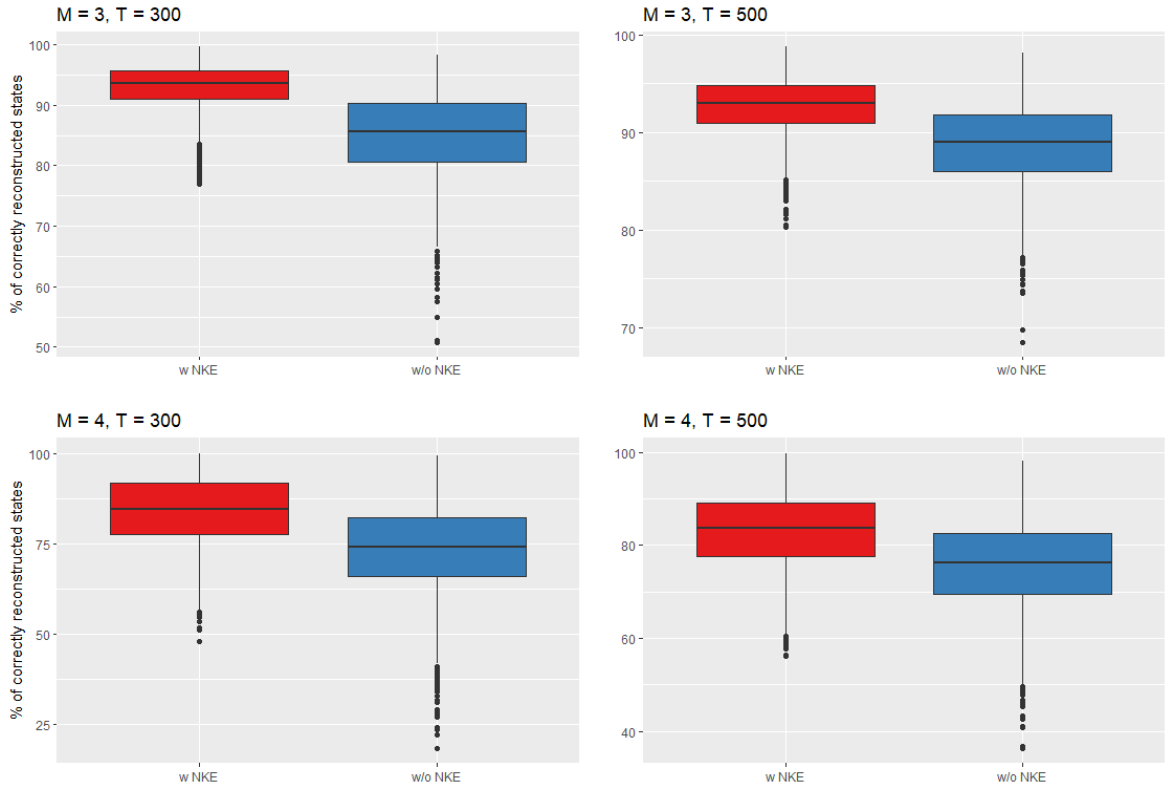 M = 3, T = 300
% of correctly reconstructed states
100
90
80
70
60
50
w NKE w/o NKE
M = 3, T = 500
100
90
80
70
w NKE w/o NKE
M = 4, T = 300
% of correctly reconstructed states
100
75
50
25
w NKE w/o NKE
M = 4, T = 500
100
80
60
40
w NKE w/o NKE